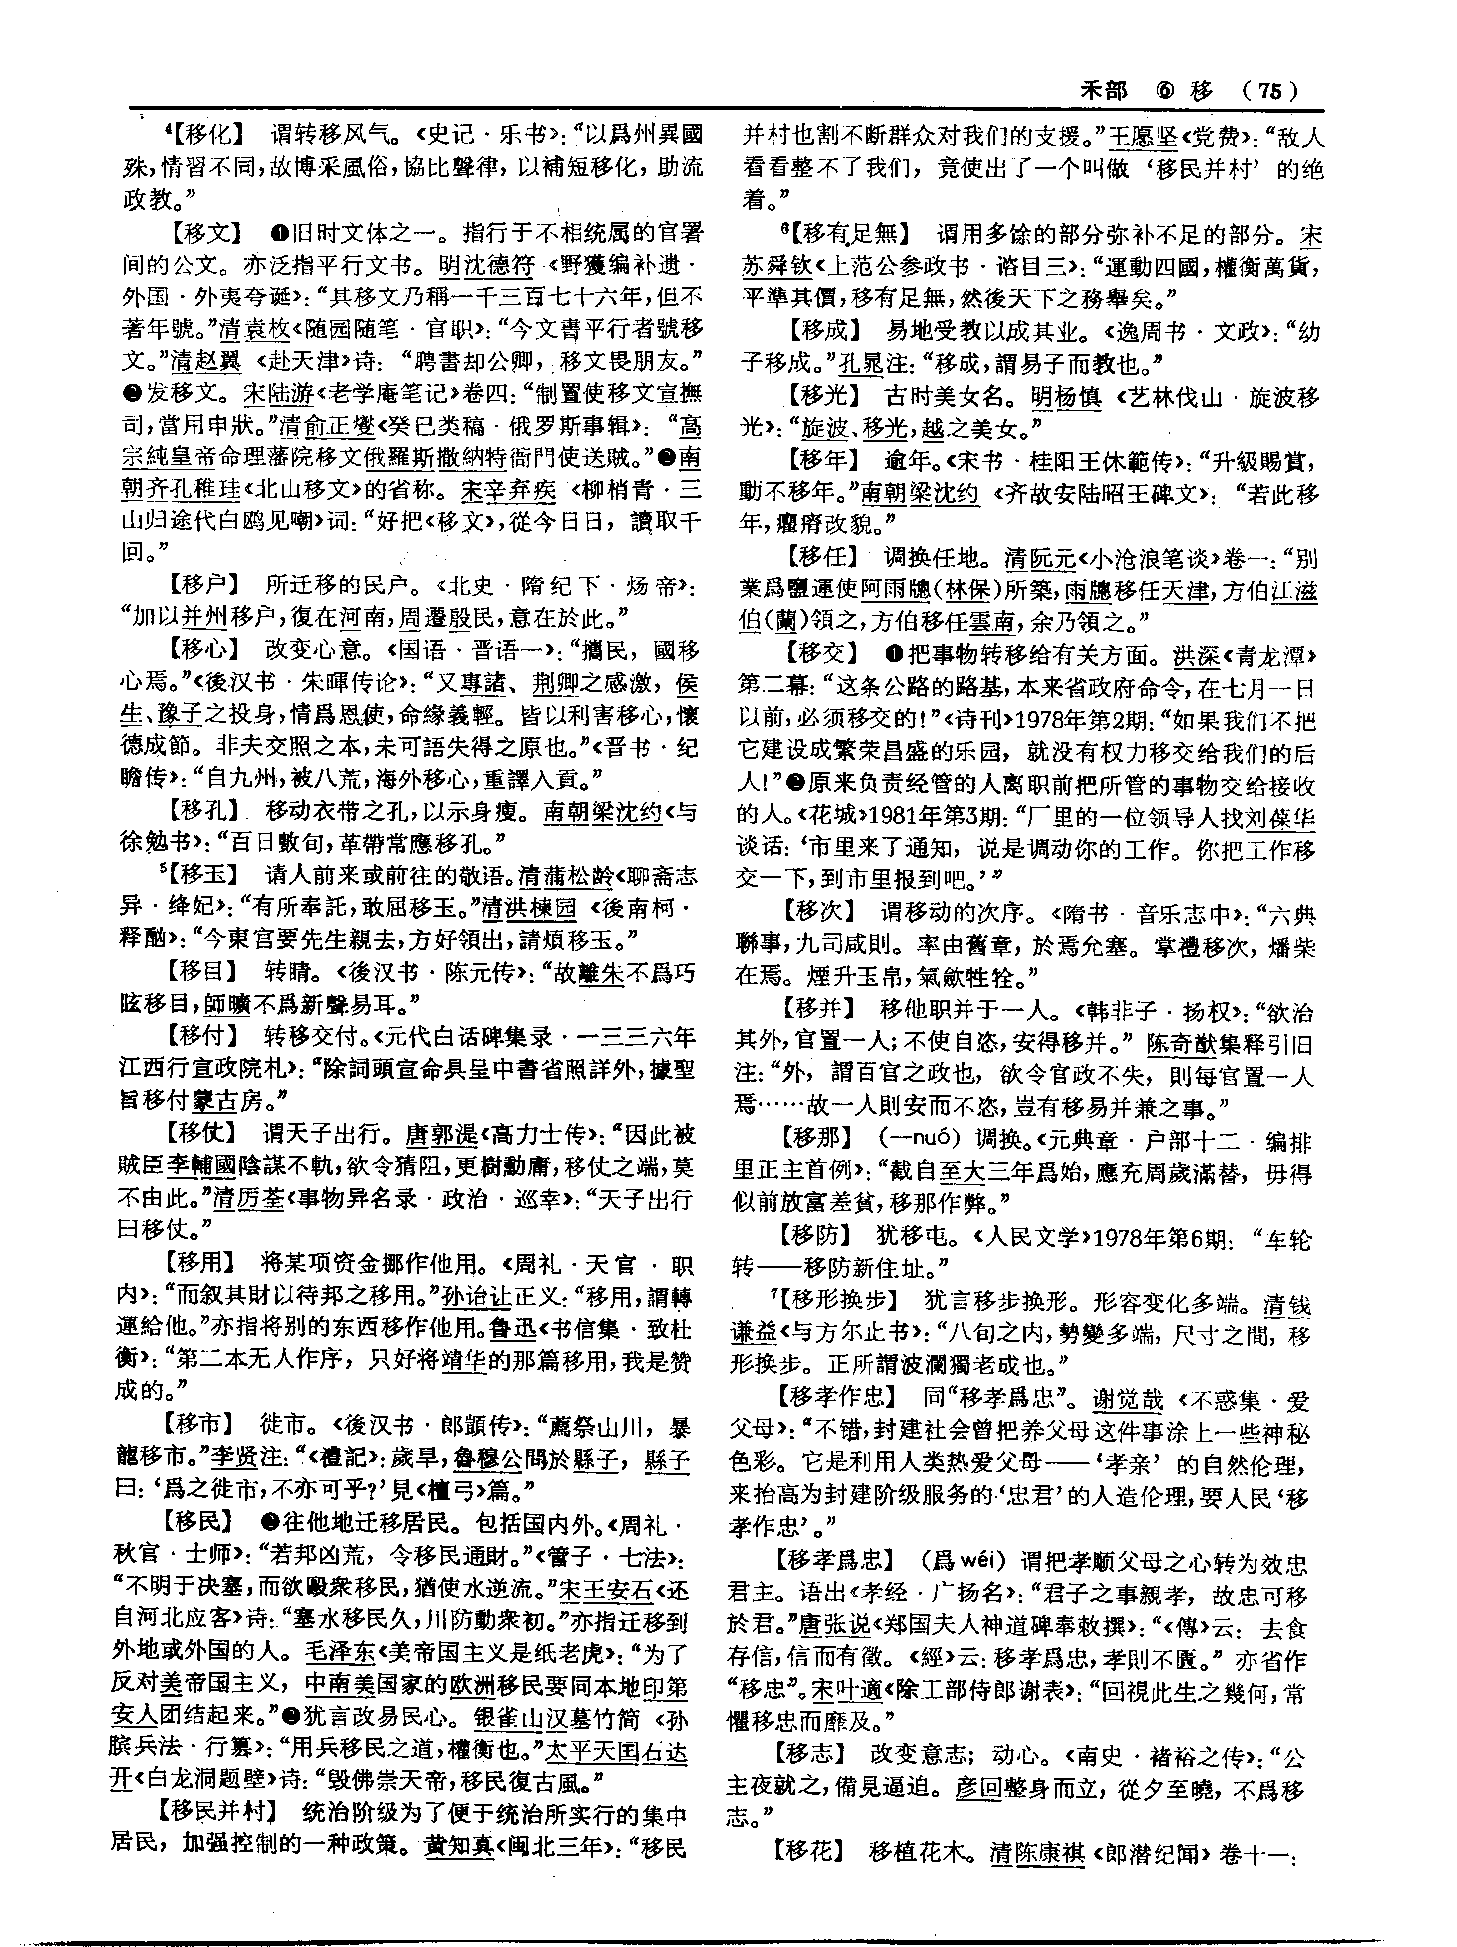 禾部 ⑥ 移 (75)
⁴【移化】 谓转移风气。《史记·乐书》：“以爲州異國
殊，情習不同，故博采風俗，協比聲律，以補短移化，助流
政教。”
【移文】 ❶旧时文体之一。指行于不相统属的官署
间的公文。亦泛指平行文书。明沈德符《野獲编补遗·
外国·外夷夸诞》：“其移文乃稱一千三百七十六年，但不
著年號。”清袁枚《随园随笔·官职》：“今文書平行者號移
文。”清赵翼《赴天津》诗：“聘書却公卿，移文畏朋友。”
❷发移文。宋陆游《老学庵笔记》卷四：“制置使移文宣撫
司，當用申狀。”清俞正燮《癸巳类稿·俄罗斯事辑》：“高
宗純皇帝命理藩院移文俄羅斯撒納特衙門使送贼。”❸南
朝齐孔稚珪《北山移文》的省称。宋辛弃疾《柳梢青·三
山归途代白鸥见嘲》词：“好把《移文》，從今日日，讀取千
回。”
【移户】 所迁移的民户。《北史·隋纪下·炀帝》：
“加以并州移户，復在河南，周遷殷民，意在於此。”
【移心】 改变心意。《国语·晋语一》：“攜民，國移
心焉。”《後汉书·朱暉传论》：“又專諸、荆卿之感激，侯
生、豫子之投身，情爲恩使，命緣義輕。皆以利害移心，懷
德成節。非夫交照之本，未可語失得之原也。”《晋书·纪
瞻传》：“自九州，被八荒，海外移心，重譯入貢。”
【移孔】 移动衣带之孔，以示身瘦。南朝梁沈约《与
徐勉书》：“百日數旬，革帶常應移孔。”
⁵【移玉】 请人前来或前往的敬语。清蒲松龄《聊斋志
异·绛妃》：“有所奉託，敢屈移玉。”清洪楝园《後南柯·
释酗》：“今東宫要先生親去，方好領出，請煩移玉。”
【移目】 转睛。《後汉书·陈元传》：“故離朱不爲巧
眩移目，師曠不爲新聲易耳。”
【移付】 转移交付。《元代白话碑集录·一三三六年
江西行宣政院札》：“除詞頭宣命具呈中書省照詳外，據聖
旨移付蒙古房。”
【移仗】 谓天子出行。唐郭湜《高力士传》：“因此被
贼臣李輔國陰謀不軌，欲令猜阻，更樹動庸，移仗之端，莫
不由此。”清厉荃《事物异名录·政治·巡幸》：“天子出行
曰移仗。”
【移用】 将某项资金挪作他用。《周礼·天官·职
内》：“而叙其財以待邦之移用。”孙诒让正义：“移用，謂轉
運給他。”亦指将别的东西移作他用。鲁迅《书信集·致杜
衡》：“第二本无人作序，只好将靖华的那篇移用，我是赞
成的。”
【移市】 徙市。《後汉书·郎顗传》：“薦祭山川，暴
龍移市。”李贤注：“《禮記》：歲旱，魯穆公問於縣子，縣子
曰：‘爲之徙市，不亦可乎？’見《檀弓》篇。”
【移民】 ❶往他地迁移居民。包括国内外。《周礼·
秋官·士师》：“若邦凶荒，令移民通財。”《管子·七法》：
“不明于决塞，而欲毆衆移民，猶使水逆流。”宋王安石《还
自河北应客》诗：“塞水移民久，川防動衆初。”亦指迁移到
外地或外国的人。毛泽东《美帝国主义是纸老虎》：“为了
反对美帝国主义，中南美国家的欧洲移民要同本地印第
安人团结起来。”❷犹言改易民心。银雀山汉墓竹简《孙
膑兵法·行篡》：“用兵移民之道，權衡也。”太平天囯石达
开《白龙洞题壁》诗：“毁佛崇天帝，移民復古風。”
【移民并村】 统治阶级为了便于统治所实行的集中
居民，加强控制的一种政策。黄知真《闽北三年》：“移民
并村也割不断群众对我们的支援。”王愿坚《党费》：“敌人
看看整不了我们，竟使出了一个叫做‘移民并村’的绝
着。”
⁶【移有足無】 谓用多馀的部分弥补不足的部分。宋
苏舜钦《上范公参政书·谘目三》：“運動四國，權衡萬貨，
平準其價，移有足無，然後天下之務舉矣。”
【移成】 易地受教以成其业。《逸周书·文政》：“幼
子移成。”孔晁注：“移成，謂易子而教也。”
【移光】 古时美女名。明杨慎《艺林伐山·旋波移
光》：“旋波、移光，越之美女。”
【移年】 逾年。《宋书·桂阳王休範传》：“升級賜賞，
動不移年。”南朝梁沈约《齐故安陆昭王碑文》：“若此移
年，癯瘠改貌。”
【移任】 调换任地。清阮元《小沧浪笔谈》卷一：“别
業爲鹽運使阿雨牕（林保）所築，雨牕移任天津，方伯江滋
伯（蘭）領之，方伯移任雲南，余乃領之。”
【移交】 ❶把事物转移给有关方面。洪深《青龙潭》
第二幕：“这条公路的路基，本来省政府命令，在七月一日
以前，必须移交的！”《诗刊》1978年第2期：“如果我们不把
它建设成繁荣昌盛的乐园，就没有权力移交给我们的后
人！”❷原来负责经管的人离职前把所管的事物交给接收
的人。《花城》1981年第3期：“厂里的一位领导人找刘葆华
谈话：‘市里来了通知，说是调动你的工作。你把工作移
交一下，到市里报到吧。’”
【移次】 谓移动的次序。《隋书·音乐志中》：“六典
聯事，九司咸則。率由舊章，於焉允塞。掌禮移次，燔柴
在焉。煙升玉帛，氣歛牲牷。”
【移并】 移他职并于一人。《韩非子·扬权》：“欲治
其外，官置一人；不使自恣，安得移并。”陈奇猷集释引旧
注：“外，謂百官之政也，欲令官政不失，則每官置一人
焉……故一人則安而不恣，豈有移易并兼之事。”
【移那】 （—nuó）调换。《元典章·户部十二·编排
里正主首例》：“截自至大三年爲始，應充周歲滿替，毋得
似前放富差貧，移那作弊。”
【移防】 犹移屯。《人民文学》1978年第6期：“车轮
转——移防新住址。”
⁷【移形换步】 犹言移步换形。形容变化多端。清钱
谦益《与方尔止书》：“八旬之内，勢變多端，尺寸之間，移
形换步。正所謂波瀾獨老成也。”
【移孝作忠】 同“移孝爲忠”。谢觉哉《不惑集·爱
父母》：“不错，封建社会曾把养父母这件事涂上一些神秘
色彩。它是利用人类热爱父母——‘孝亲’的自然伦理，
来抬高为封建阶级服务的‘忠君’的人造伦理，要人民‘移
孝作忠’。”
【移孝爲忠】 （爲wéi）谓把孝顺父母之心转为效忠
君主。语出《孝经·广扬名》：“君子之事親孝，故忠可移
於君。”唐张说《郑国夫人神道碑奉敕撰》：“《傳》云：去食
存信，信而有徵。《經》云：移孝爲忠，孝則不匱。”亦省作
“移忠”。宋叶適《除工部侍郎谢表》：“回視此生之幾何，常
懼移忠而靡及。”
【移志】 改变意志；动心。《南史·褚裕之传》：“公
主夜就之，備見逼迫。彦回整身而立，從夕至曉，不爲移
志。”
【移花】 移植花木。清陈康祺《郎潜纪闻》卷十一：